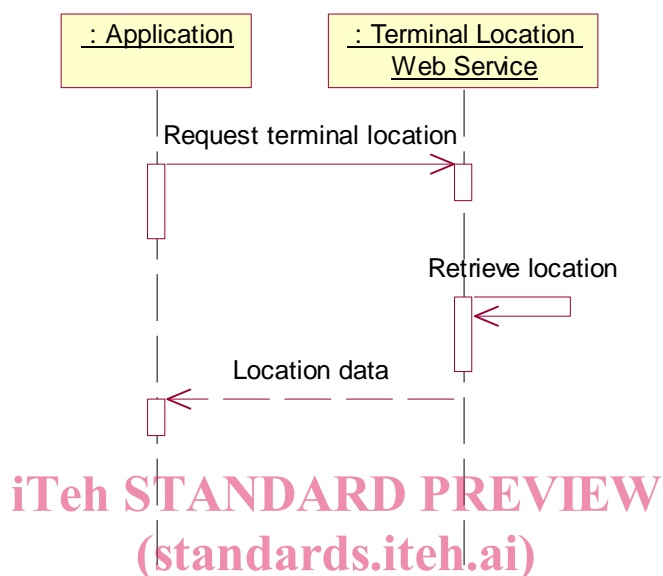 : Application
: Terminal Location
Web Service
Request terminal location
Retrieve location
Location data
iTeh STANDARD PREVIEW
(standards.iteh.ai)